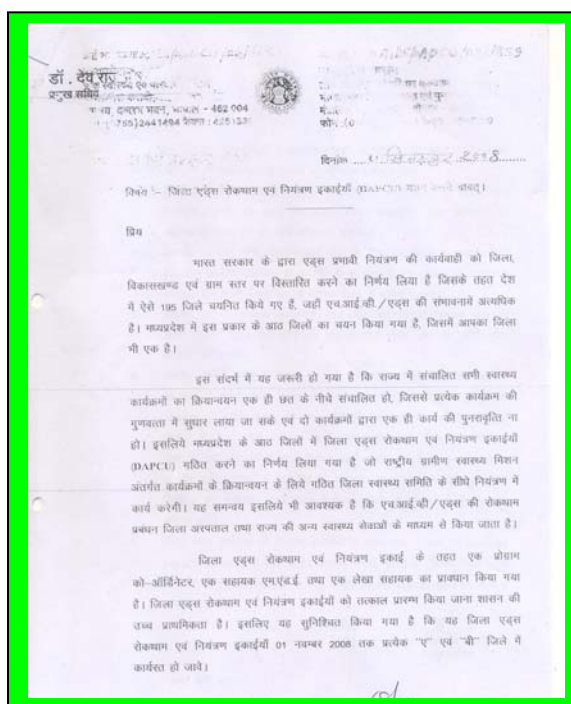 डॉ. देव राज
प्रमुख सचिव
भोपाल - 462 004
दिनांक 2008
विषय :- जिला एड्स रोकथाम एवं नियंत्रण इकाईयाँ (DAPCU) बाबत्।
प्रिय
भारत सरकार के द्वारा एड्स प्रभावी नियंत्रण की कार्यवाही को जिला,
विकासखण्ड एवं ग्राम स्तर पर विस्तारित करने का निर्णय लिया है जिसके तहत देश
में ऐसे 195 जिले चयनित किये गए हैं, जहाँ एच.आई.व्ही./एड्स की संभावनायें अत्यधिक
है। मध्यप्रदेश में इस प्रकार के आठ जिलों का चयन किया गया है, जिसमें आपका जिला
भी एक है।
इस संदर्भ में यह जरूरी हो गया है कि राज्य में संचालित सभी स्वास्थ्य
कार्यक्रमों का क्रियान्वयन एक ही छत के नीचे संचालित हो, जिससे प्रत्येक कार्यक्रम की
गुणवत्ता में सुधार लाया जा सके एवं दो कार्यक्रमों द्वारा एक ही कार्य की पुनरावृति ना
हो। इसलिये मध्यप्रदेश के आठ जिलों में जिला एड्स रोकथाम एवं नियंत्रण इकाईयाँ
(DAPCU) गठित करने का निर्णय लिया गया है जो राष्ट्रीय ग्रामीण स्वास्थ्य मिशन
अंतर्गत कार्यक्रमों के क्रियान्वयन के लिये गठित जिला स्वास्थ्य समिति के सीधे नियंत्रण में
कार्य करेगी। यह समन्वय इसलिये भी आवश्यक है कि एच.आई.व्ही/एड्स की रोकथाम
प्रबंधन जिला अस्पताल तथा राज्य की अन्य स्वास्थ्य सेवाओं के माध्यम से किया जाता है।
जिला एड्स रोकथाम एवं नियंत्रण इकाई के तहत एक प्रोग्राम
को-ऑर्डिनेटर, एक सहायक एम.एंड.ई. तथा एक लेखा सहायक का प्रावधान किया गया
है। जिला एड्स रोकथाम एवं नियंत्रण इकाईयों को तत्काल प्रारम्भ किया जाना शासन की
उच्च प्राथमिकता है। इसलिए यह सुनिश्चित किया गया है कि यह जिला एड्स
रोकथाम एवं नियंत्रण इकाईयाँ 01 नवम्बर 2008 तक प्रत्येक "ए" एवं "बी" जिले में
कार्यरत हो जावे।